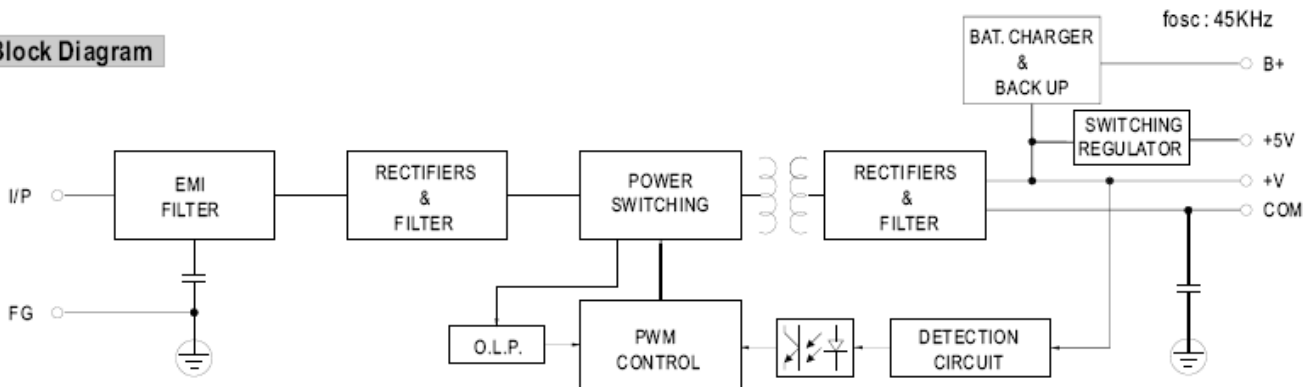 fosc : 45KHz
Block Diagram
BAT. CHARGER
&
BACK UP
B+
SWITCHING
REGULATOR
+5V
I/P
EMI
FILTER
RECTIFIERS
&
FILTER
POWER
SWITCHING
RECTIFIERS
&
FILTER
+V
COM
FG
O.L.P.
PWM
CONTROL
DETECTION
CIRCUIT